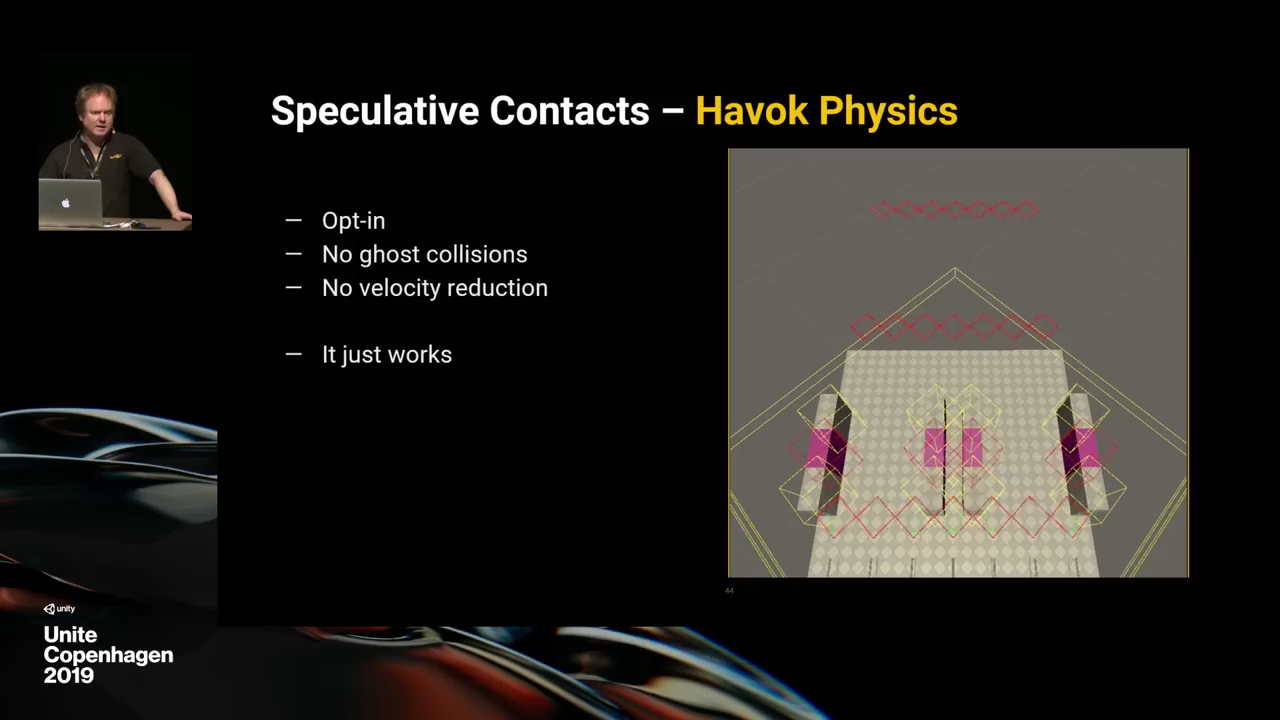 Speculative Contacts – Havok Physics
— Opt-in
— No ghost collisions
— No velocity reduction
— It just works
44
unity
Unite
Copenhagen
2019